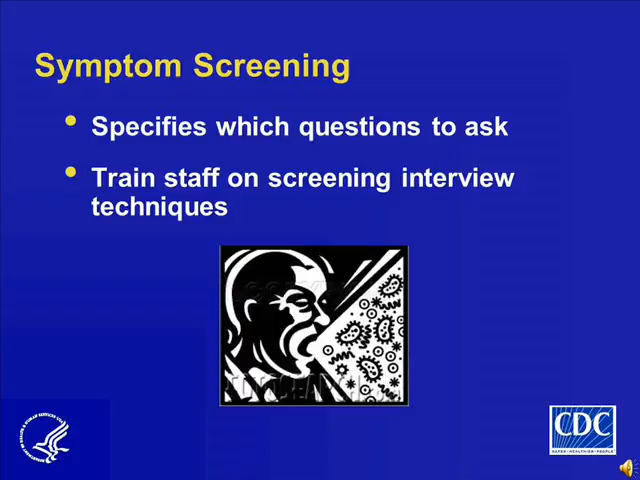 Symptom Screening
Specifies which questions to ask
Train staff on screening interview
techniques
CDC
SAFER • HEALTHIER • PEOPLE